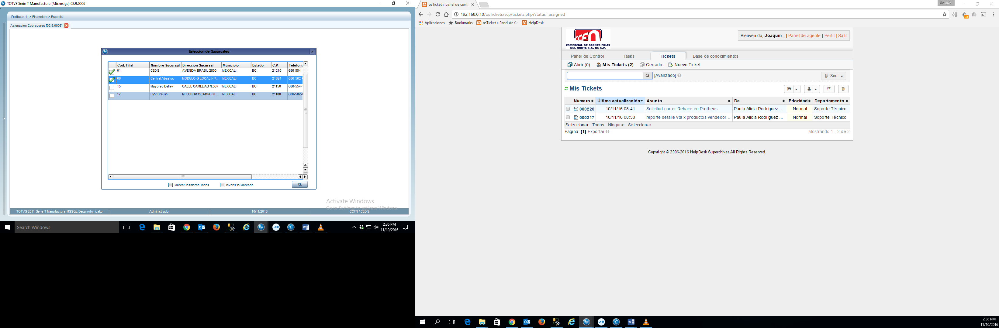 TOTVS Serie T Manufactura (Microsiga) 02.9.0006
Protheus 11 > Financiero > Especial
Asignacion Cobradores [02.9.0006]
Seleccion de Sucursales
Cod. Filial Nombre Sucursal Direccion Sucursal Municipio Estado C.P. Telefono
01 CEDIS AVENIDA BRASIL 2800 MEXICALI BC 21210 686-554-
06 Central Abastos MODULO G LOCAL N.7... MEXICALI BC 21624 686-562-
15 Mayoreo Bellav CALLE CAMELIAS N.387 MEXICALI BC 21150 686-554-
17 FyV Braulio MELCHOR OCAMPO N.... MEXICALI BC 21100 686-582-
Marca/Desmarca Todos Invertir lo Marcado Ok
Activate Windows
Go to Settings to activate Windows.
TOTVS 2011 Serie T Manufactura MSSQL Desarrollo_joako Administrador 10/11/2016 CCFN / CEDIS
Search Windows
2:36 PM
11/10/2016
osTicket :: panel de contr
Joaquin
192.168.0.10/osTickets/scp/tickets.php?status=assigned
Aplicaciones Bookmarks osTicket :: Panel de Co HelpDesk
off
CCFN
COMERCIAL DE CARNES FRÍAS
DEL NORTE S.A. DE C.V.
Bienvenido, Joaquin . | Panel de agente | Perfil | Salir
Panel de Control Tasks Tickets Base de conocimientos
Abrir (0) Mis Tickets (2) Cerrado Nuevo Ticket
[Avanzado] Sort
Mis Tickets
Número Última actualización Asunto De Prioridad Departamento
000220 10/11/16 08:41 Solicitud correr Rehace en Protheus Paula Alicia Rodriguez ... Normal Soporte Técnico
000217 10/11/16 08:30 reporte detalle vta x productos vendedor... Paula Alicia Rodriguez ... Normal Soporte Técnico
Seleccionar: Todos Ninguno Seleccionar
Página: [1] Exportar Mostrando 1 - 2 de 2
Copyright © 2006-2016 HelpDesk Superchivas All Rights Reserved.
2:36 PM
11/10/2016